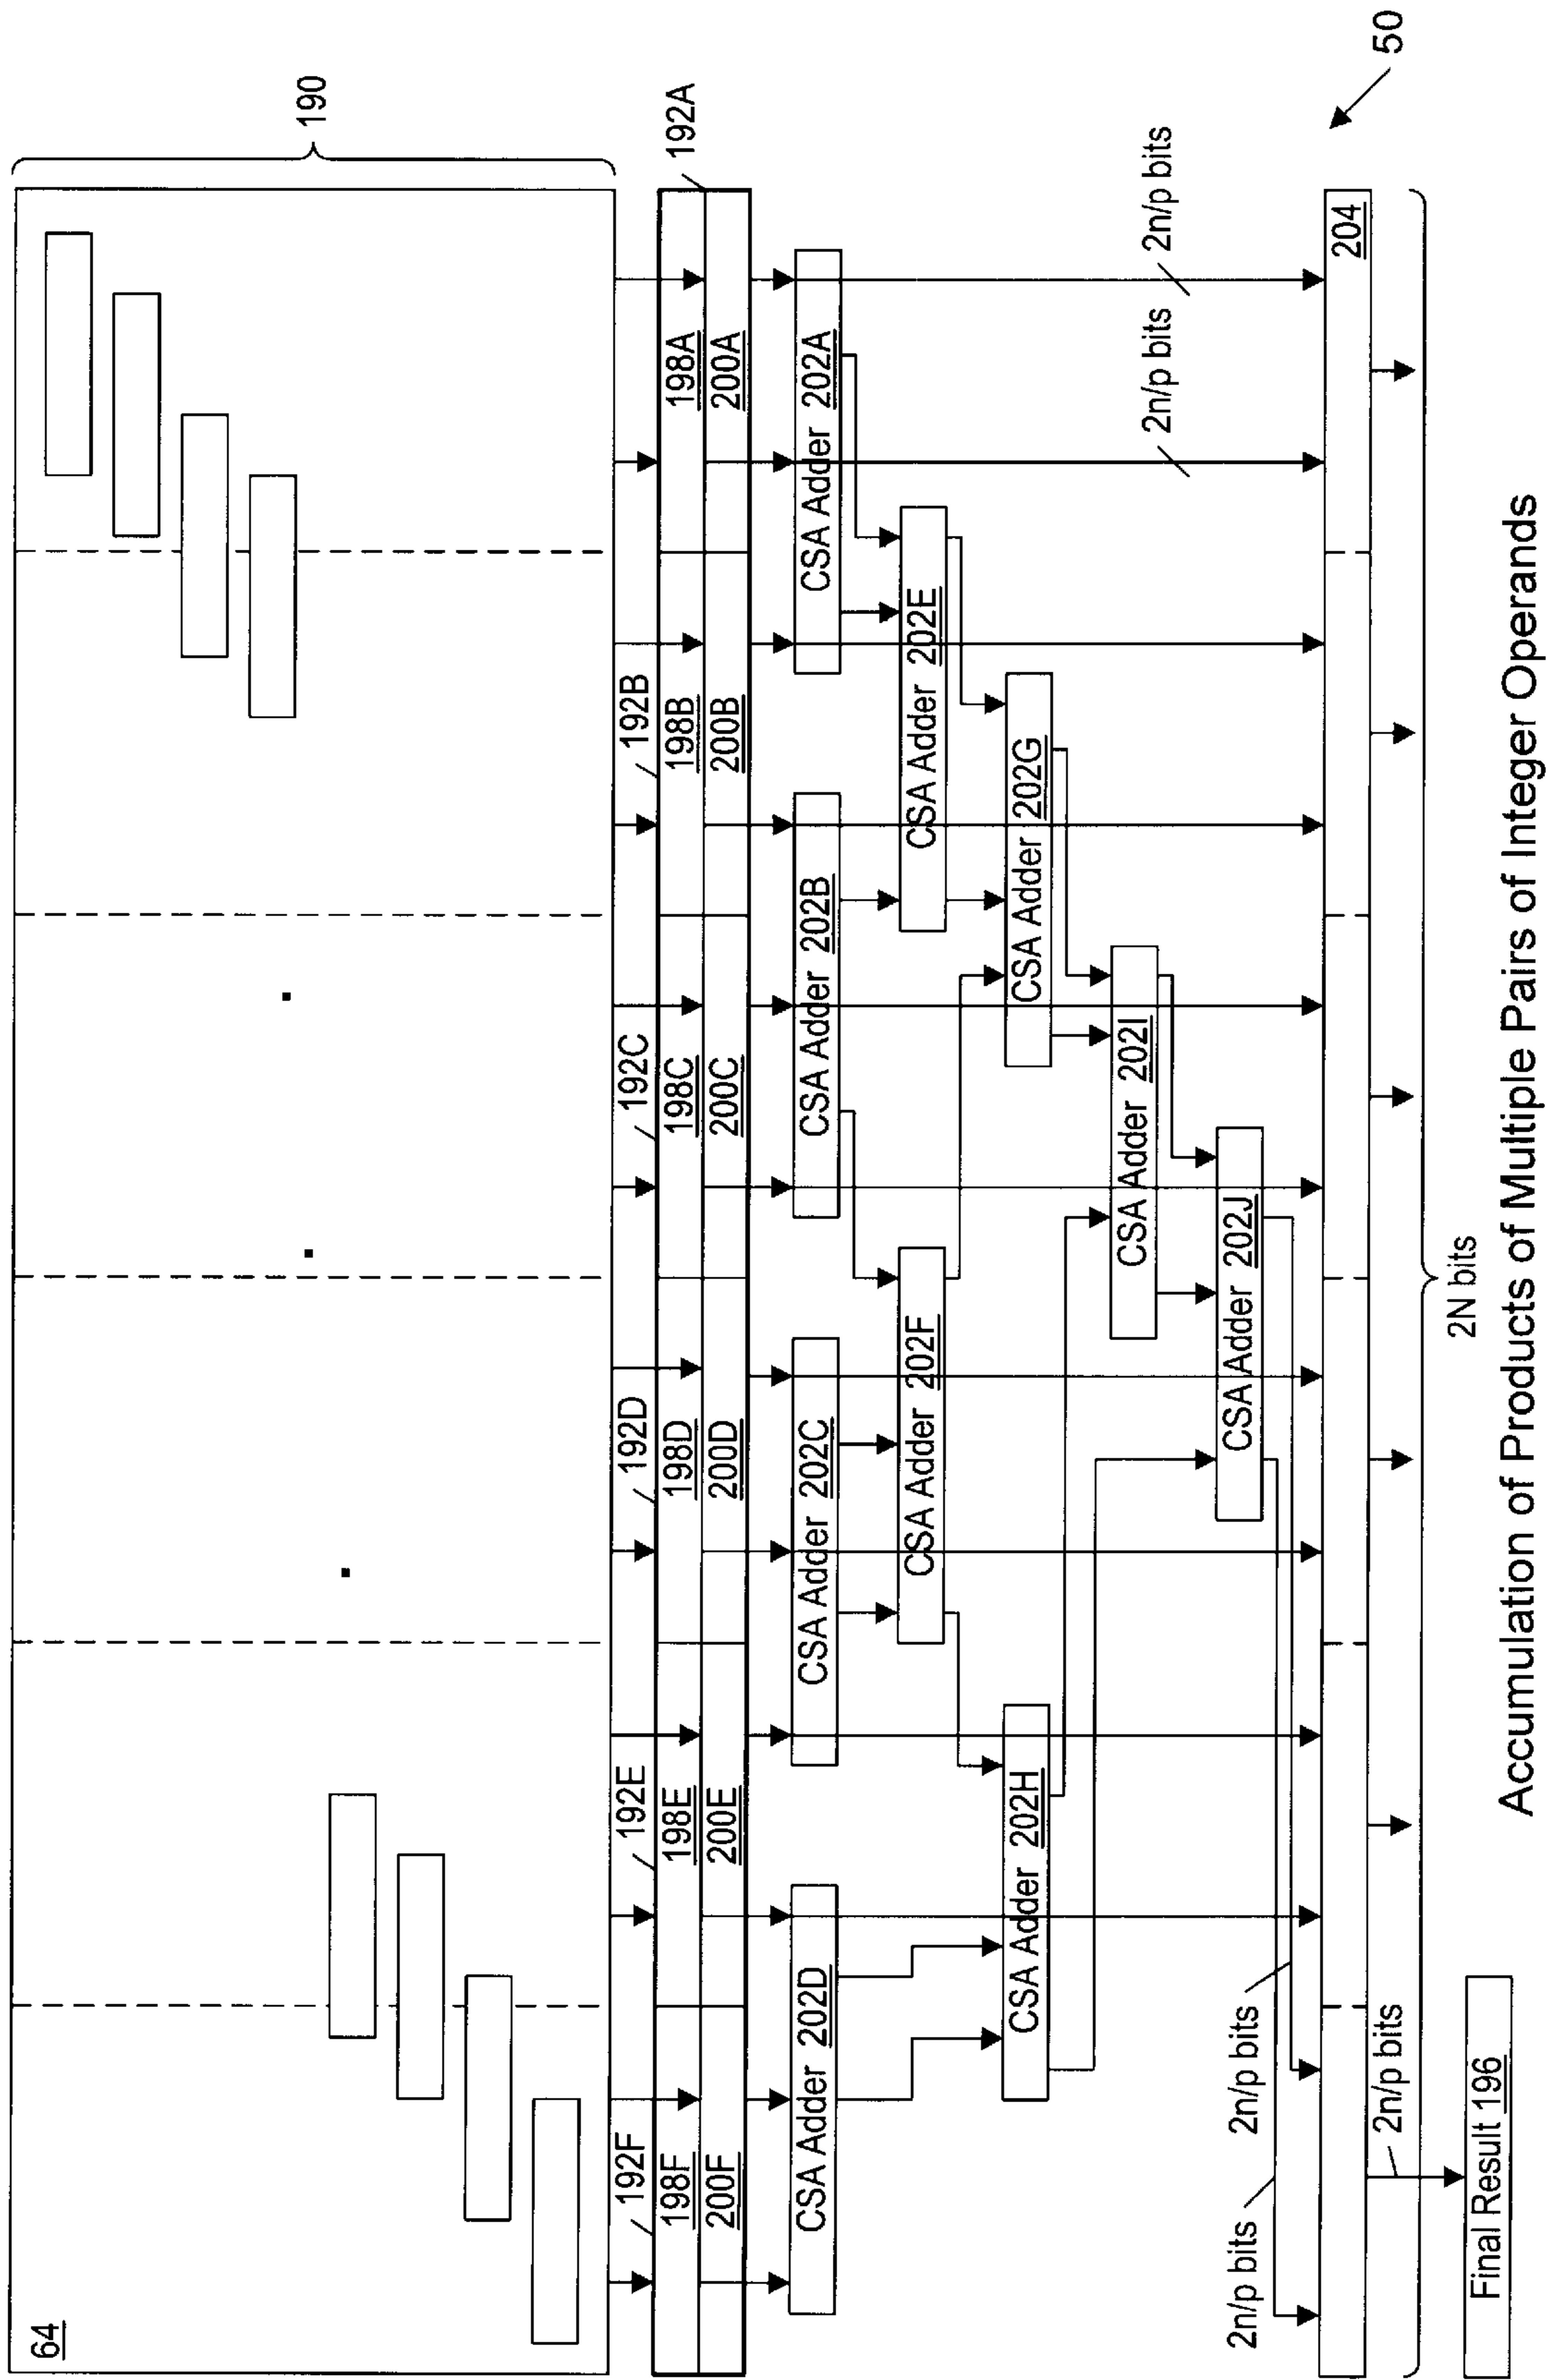 64
190
192F
192E
192D
192C
192B
192A
198F
198E
198D
198C
198B
198A
200F
200E
200D
200C
200B
200A
CSA Adder 202D
CSA Adder 202C
CSA Adder 202B
CSA Adder 202A
CSA Adder 202F
CSA Adder 202E
CSA Adder 202H
CSA Adder 202G
CSA Adder 202I
CSA Adder 202J
2n/p bits
2n/p bits
2n/p bits
2n/p bits
204
50
2n/p bits
2N bits
Final Result 196
Accumulation of Products of Multiple Pairs of Integer Operands